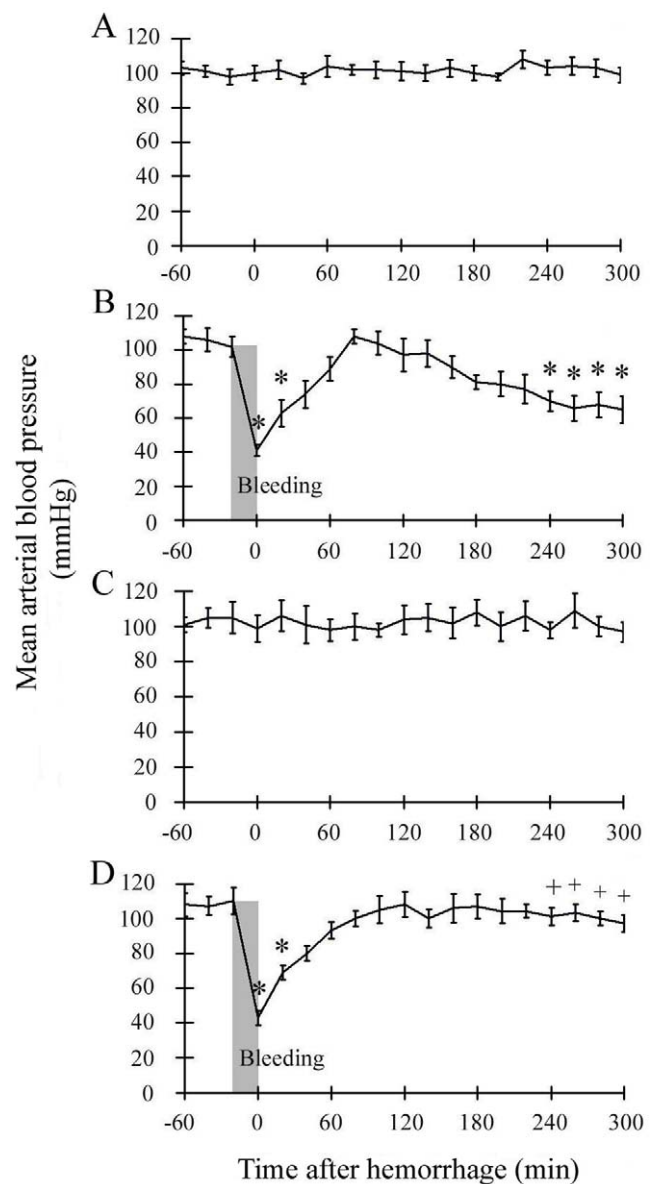 Mean arterial blood pressure
(mmHg)
A
120
100
80
60
40
20
0
-60 0 60 120 180 240 300
B
120
100
80
60
40
20
0
* * * * * *
Bleeding
-60 0 60 120 180 240 300
C
120
100
80
60
40
20
0
-60 0 60 120 180 240 300
D
120
100
80
60
40
20
0
* * + + + +
Bleeding
-60 0 60 120 180 240 300
Time after hemorrhage (min)